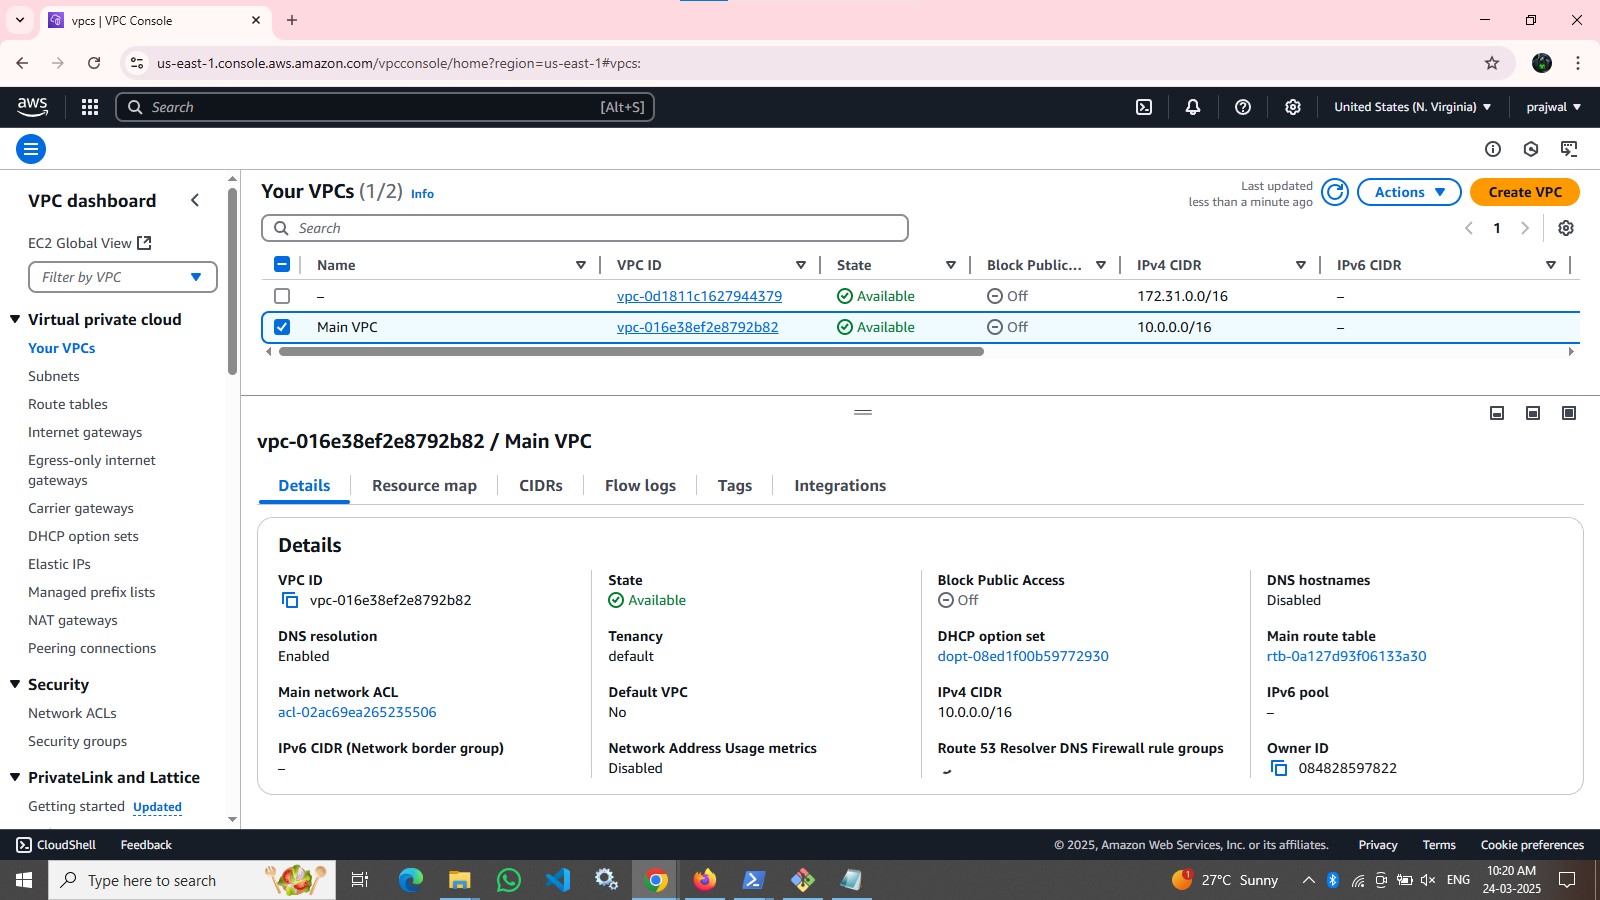 vpcs | VPC Console
us-east-1.console.aws.amazon.com/vpcconsole/home?region=us-east-1#vpcs:
aws
Search [Alt+S]
United States (N. Virginia)
prajwal
VPC dashboard
EC2 Global View
Filter by VPC
Virtual private cloud
Your VPCs
Subnets
Route tables
Internet gateways
Egress-only internet
gateways
Carrier gateways
DHCP option sets
Elastic IPs
Managed prefix lists
NAT gateways
Peering connections
Security
Network ACLs
Security groups
PrivateLink and Lattice
Getting started Updated
Your VPCs (1/2) Info
Last updated
less than a minute ago
Actions
Create VPC
Search
1
Name VPC ID State Block Public... IPv4 CIDR IPv6 CIDR
– vpc-0d1811c1627944379 Available Off 172.31.0.0/16 –
Main VPC vpc-016e38ef2e8792b82 Available Off 10.0.0.0/16 –
vpc-016e38ef2e8792b82 / Main VPC
Details Resource map CIDRs Flow logs Tags Integrations
Details
VPC ID
vpc-016e38ef2e8792b82
State
Available
Block Public Access
Off
DNS hostnames
Disabled
DNS resolution
Enabled
Tenancy
default
DHCP option set
dopt-08ed1f00b59772930
Main route table
rtb-0a127d93f06133a30
Main network ACL
acl-02ac69ea265235506
Default VPC
No
IPv4 CIDR
10.0.0.0/16
IPv6 pool
–
IPv6 CIDR (Network border group)
–
Network Address Usage metrics
Disabled
Route 53 Resolver DNS Firewall rule groups
Owner ID
084828597822
CloudShell Feedback
© 2025, Amazon Web Services, Inc. or its affiliates. Privacy Terms Cookie preferences
Type here to search
1
27°C Sunny
ENG
10:20 AM
24-03-2025